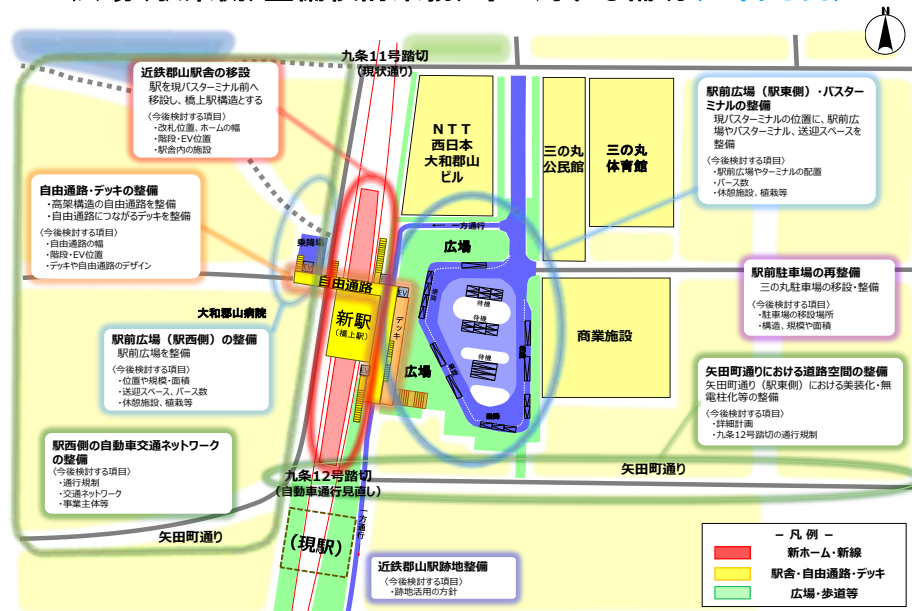 N
九条11号踏切
(現状通り)
近鉄郡山駅舎の移設
駅を現バスターミナル前へ
移設し、橋上駅構造とする
〈今後検討する項目〉
・改札位置、ホームの幅
・階段・EV位置
・駅舎内の施設
NTT
西日本
大和郡山
ビル
三の丸
公民館
三の丸
体育館
駅前広場（駅東側）・バスター
ミナルの整備
現バスターミナルの位置に、駅前広
場やバスターミナル、送迎スペースを
整備
〈今後検討する項目〉
・駅前広場やターミナルの配置
・バース数
・休憩施設、植栽等
自由通路・デッキの整備
・高架構造の自由通路を整備
・自由通路につながるデッキを整備
〈今後検討する項目〉
・自由通路の幅
・階段・EV位置
・デッキや自由通路のデザイン
← 一方通行
広場
乗降場
EV
自由通路
EV
待機
待機
待機
大和郡山病院
新駅
(橋上駅)
デッキ
EV
広場
商業施設
駅前駐車場の再整備
三の丸駐車場の移設・整備
〈今後検討する項目〉
・駐車場の移設場所
・構造、規模や面積
駅前広場（駅西側）の整備
駅前広場を整備
〈今後検討する項目〉
・位置や規模・面積
・送迎スペース、バース数
・休憩施設、植栽等
矢田町通りにおける道路空間の整備
矢田町通り（駅東側）における美装化・無
電柱化等の整備
〈今後検討する項目〉
・詳細計画
・九条12号踏切の通行規制
駅西側の自動車交通ネットワーク
の整備
〈今後検討する項目〉
・通行規制
・交通ネットワーク
・事業主体等
九条12号踏切
(自動車通行見直し)
矢田町通り
矢田町通り
一方通行
(現駅)
近鉄郡山駅跡地整備
〈今後検討する項目〉
・跡地活用の方針
－ 凡 例 －
新ホーム・新線
駅舎・自由通路・デッキ
広場・歩道等